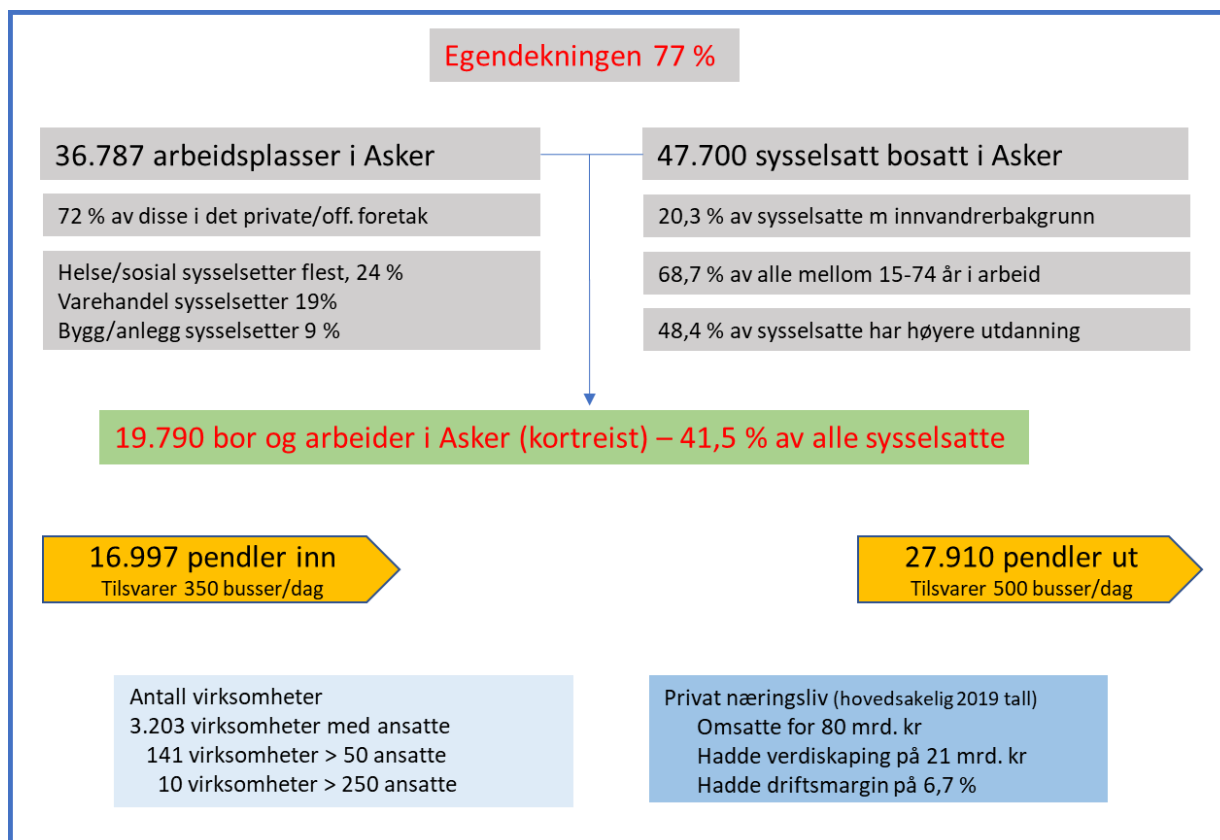 Egendekningen 77 %
36.787 arbeidsplasser i Asker
47.700 sysselsatt bosatt i Asker
72 % av disse i det private/off. foretak
20,3 % av sysselsatte m innvandrerbakgrunn
Helse/sosial sysselsetter flest, 24 %
Varehandel sysselsetter 19%
Bygg/anlegg sysselsetter 9 %
68,7 % av alle mellom 15-74 år i arbeid
48,4 % av sysselsatte har høyere utdanning
19.790 bor og arbeider i Asker (kortreist) – 41,5 % av alle sysselsatte
16.997 pendler inn
Tilsvarer 350 busser/dag
27.910 pendler ut
Tilsvarer 500 busser/dag
Antall virksomheter
3.203 virksomheter med ansatte
141 virksomheter > 50 ansatte
10 virksomheter > 250 ansatte
Privat næringsliv (hovedsakelig 2019 tall)
Omsatte for 80 mrd. kr
Hadde verdiskaping på 21 mrd. kr
Hadde driftsmargin på 6,7 %